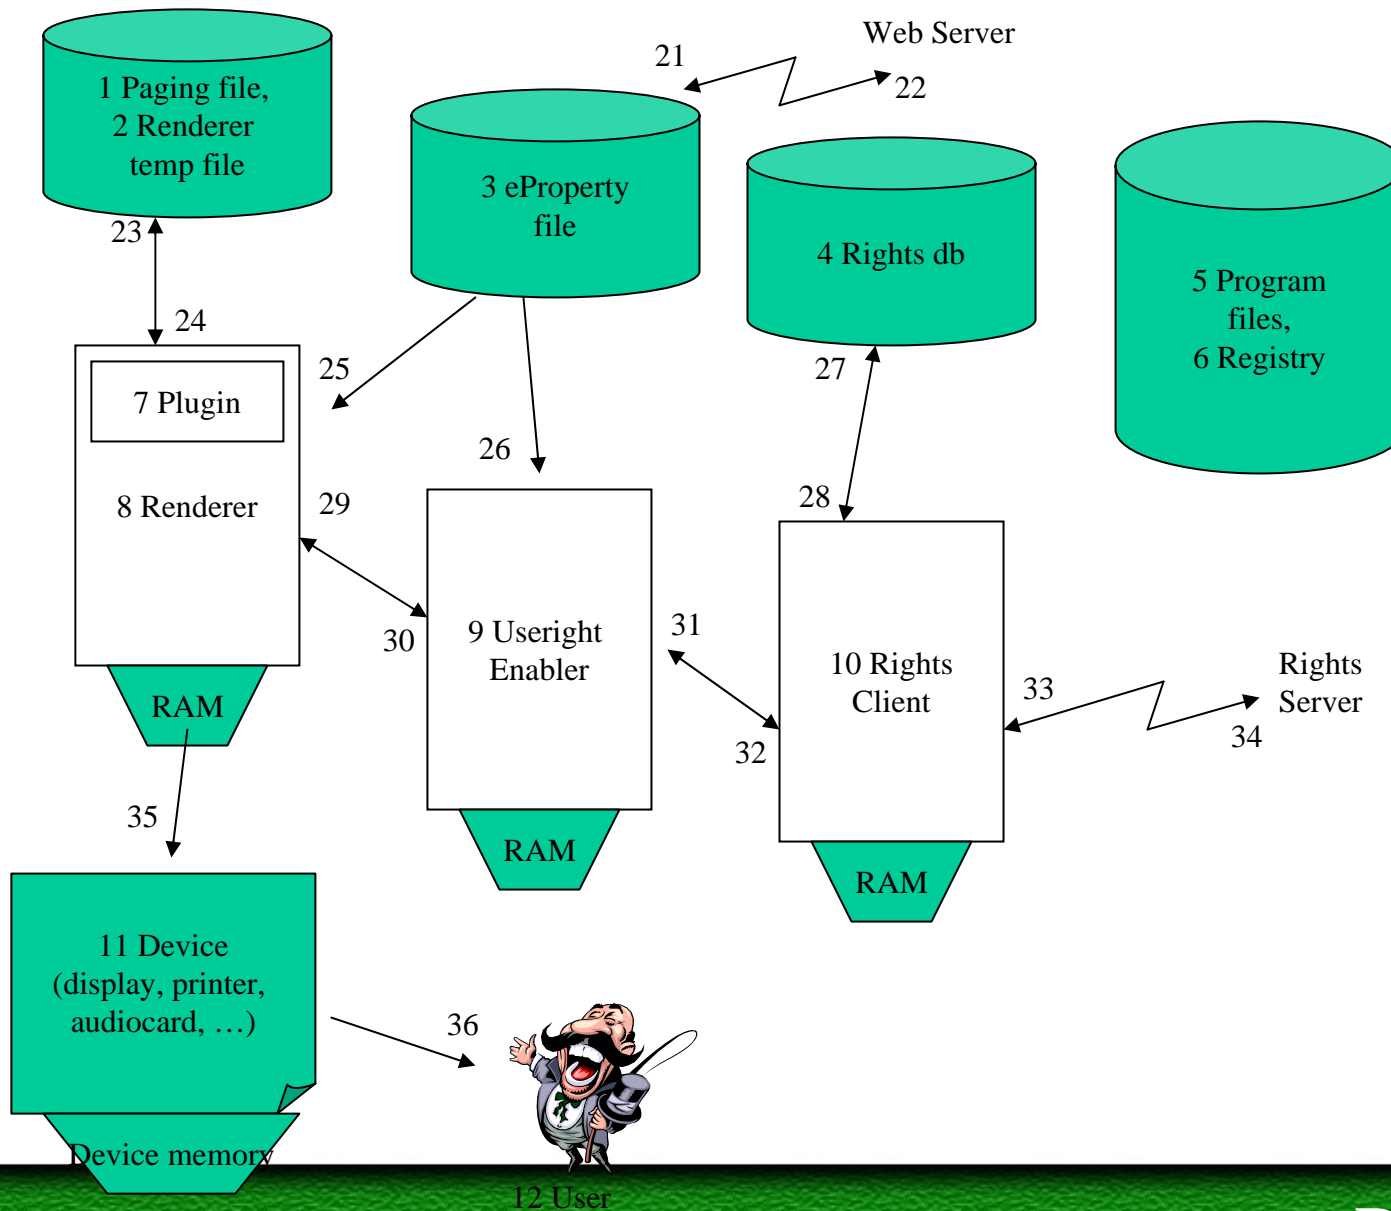 Web Server
21
22
1 Paging file,
2 Renderer
temp file
3 eProperty
file
4 Rights db
5 Program
files,
6 Registry
23
24
25
26
27
28
7 Plugin
8 Renderer
29
30
9 Useright
Enabler
31
32
10 Rights
Client
33
34
Rights
Server
RAM
RAM
RAM
35
11 Device
(display, printer,
audiocard, …)
36
Device memory
12 User